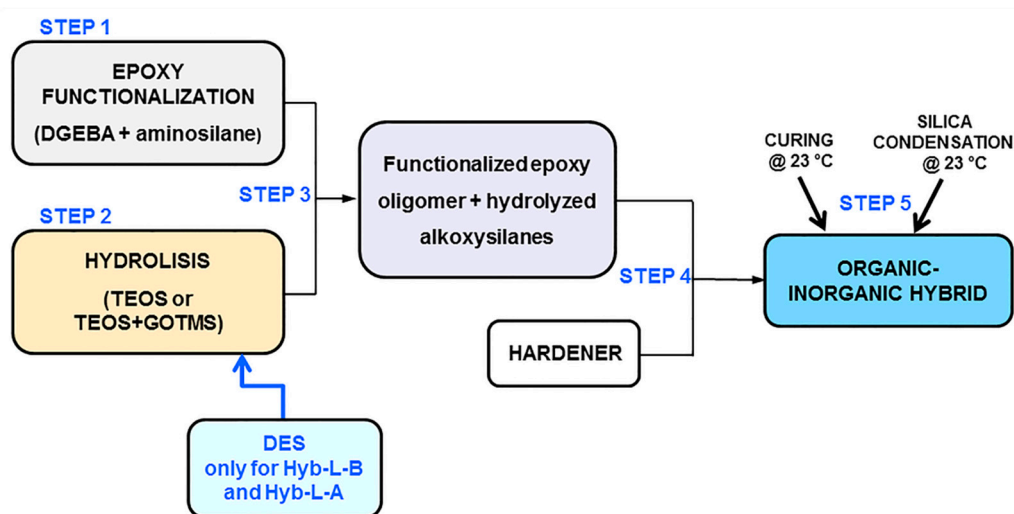 STEP 1
EPOXY
FUNCTIONALIZATION
(DGEBA + aminosilane)
STEP 2
HYDROLISIS
(TEOS or
TEOS+GOTMS)
DES
only for Hyb-L-B
and Hyb-L-A
STEP 3
Functionalized epoxy
oligomer + hydrolyzed
alkoxysilanes
STEP 4
HARDENER
CURING
@ 23 °C
SILICA
CONDENSATION
@ 23 °C
STEP 5
ORGANIC-
INORGANIC HYBRID